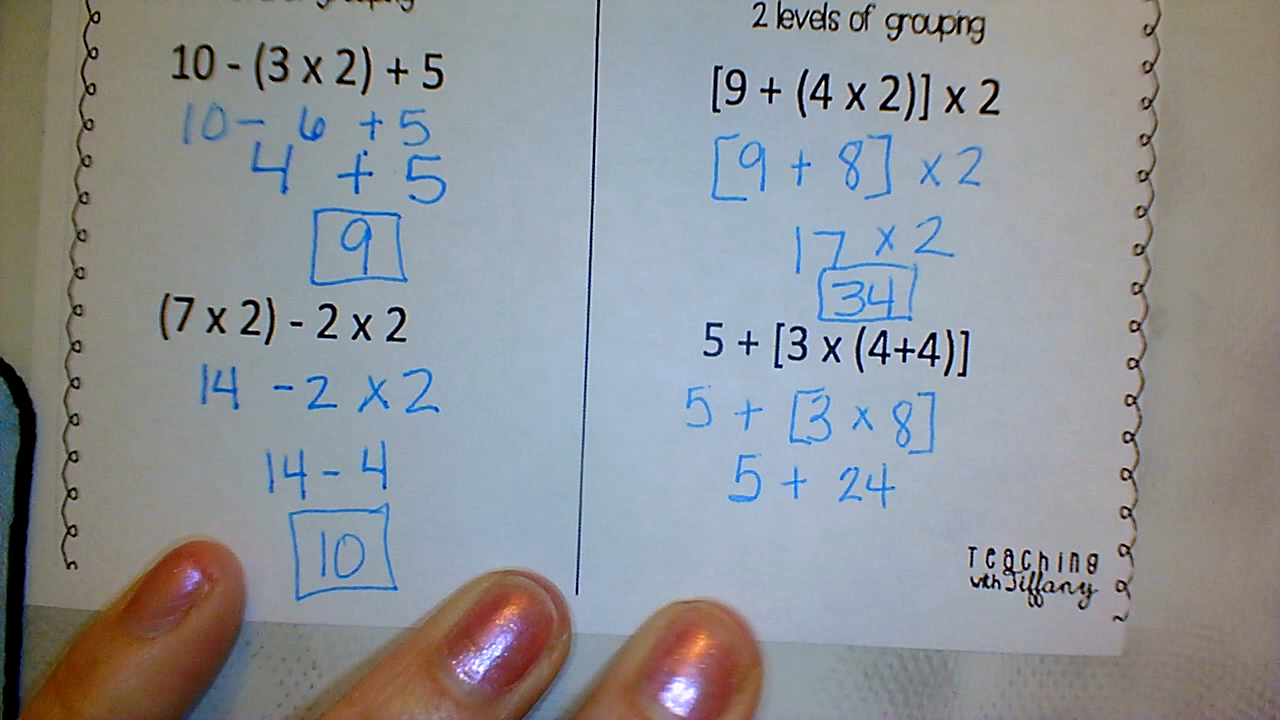 grouping
10 - (3 x 2) + 5
10 - 6 + 5
4 + 5
9
(7 x 2) - 2 x 2
14 - 2 x 2
14 - 4
10
2 levels of grouping
[9 + (4 x 2)] x 2
[9 + 8] x 2
17 x 2
34
5 + [3 x (4+4)]
5 + [3 x 8]
5 + 24
Teaching
with Tiffany